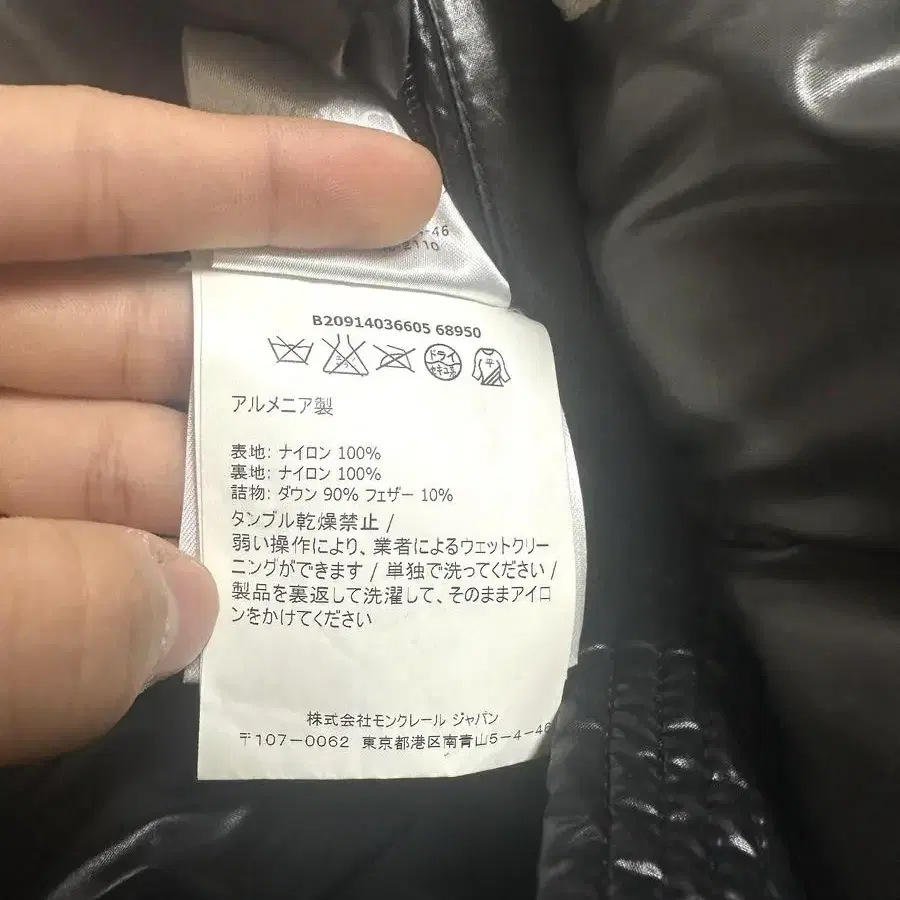 -46
2110
B20914036605 68950
ドライ
セキユ系
平
アルメニア製
表地: ナイロン 100%
裏地: ナイロン 100%
詰物: ダウン 90% フェザー 10%
タンブル乾燥禁止 /
弱い操作により、業者によるウェットクリー
ニングができます / 単独で洗ってください /
製品を裏返して洗濯して、そのままアイロ
ンをかけてください
株式会社モンクレール ジャパン
〒107-0062 東京都港区南青山5-4-46